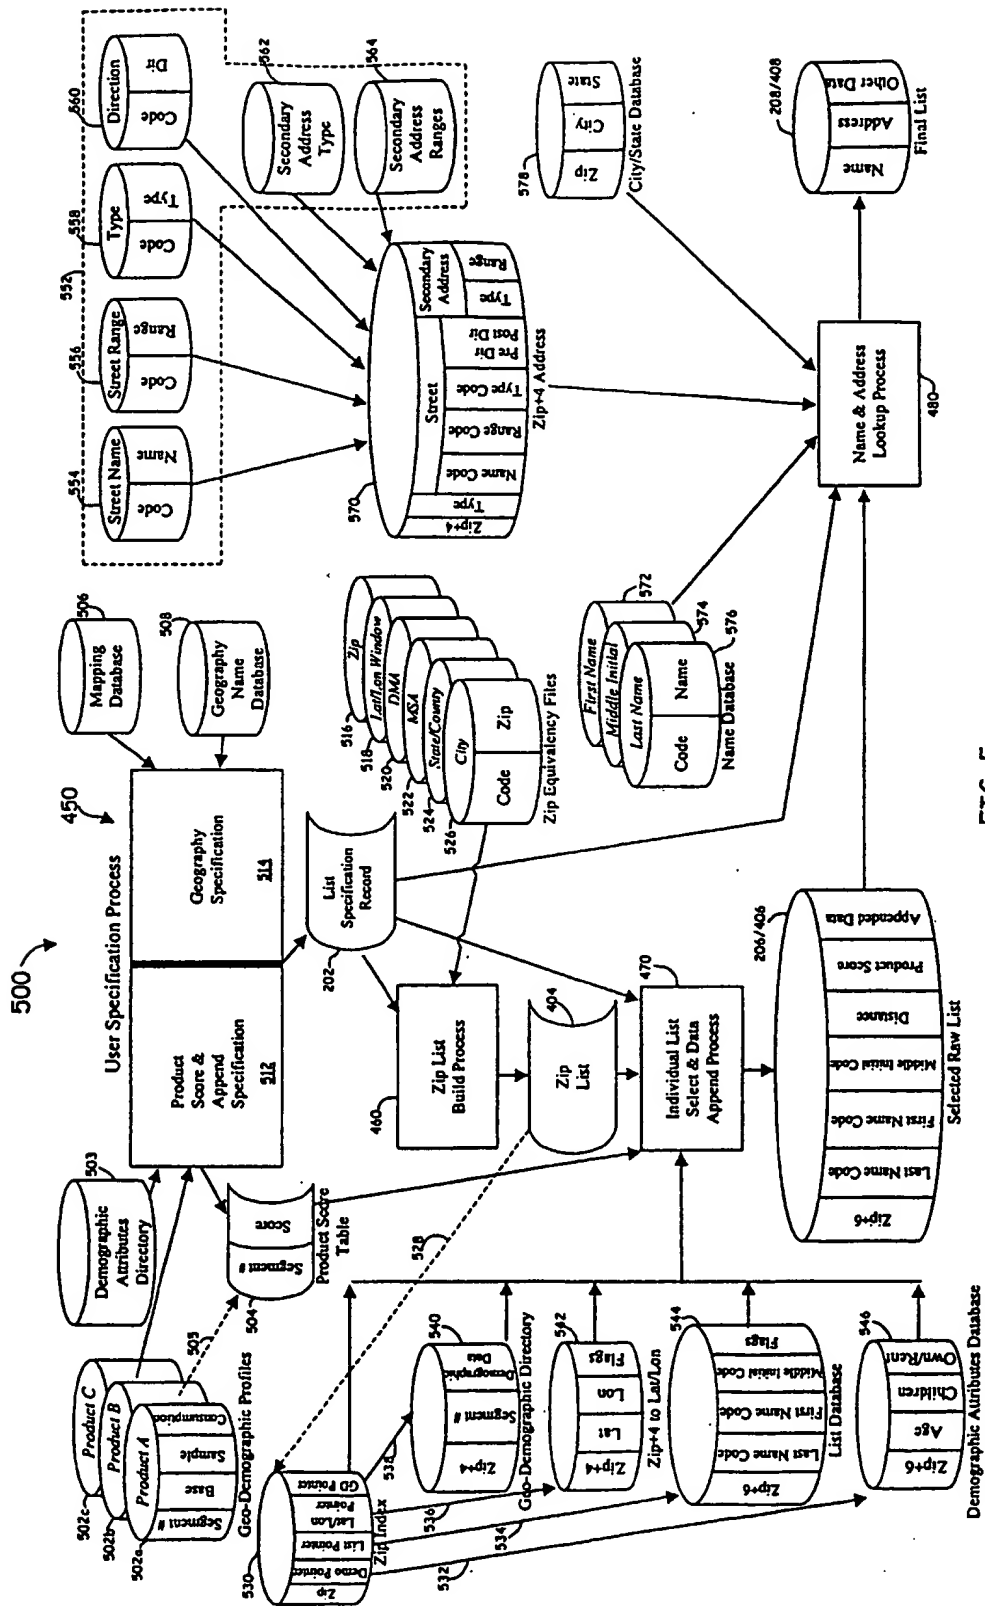 500
450
User Specification Process
Product
Score &
Append
Specification
512
Geography
Specification
514
503
Demographic
Attributes
Directory
506
Mapping
Database
508
Geography
Name
Database
502c
Product C
502b
Product B
502a
Product A
Segment #
Base
Sample
Consumption
Geo-Demographic Profiles
505
504
Segment #
Score
Product Score
Table
202
List
Specification
Record
460
Zip List
Build Process
516
Zip
518
Lat/Lon Window
520
DMA
522
MSA
524
State/County
526
City
Code
Zip
Zip Equivalency Files
528
404
Zip
List
530
Zip
Demo Pointer
List Pointer
Lat/Lon
Pointer
GD Pointer
Zip Index
538
536
534
532
540
Zip+4
Segment #
Demographic
Data
Geo-Demographic Directory
542
Zip+4
Lat
Lon
Flags
Zip+4 to Lat/Lon
544
Zip+6
Last Name Code
First Name Code
Middle Initial Code
Flags
List Database
546
Zip+6
Age
Children
Own/Rent
Demographic Attributes Database
470
Individual List
Select & Data
Append Process
206/406
Zip+6
Last Name Code
First Name Code
Middle Initial Code
Distance
Product Score
Appended Data
Selected Raw List
552
554
Street Name
Code
Name
556
Street Range
Code
Range
558
Type
Code
Type
560
Direction
Code
Dir
562
Secondary
Address
Type
564
Secondary
Address
Ranges
570
Zip+4
Type
Street
Name Code
Range Code
Type Code
Pre Dir
Post Dir
Secondary
Address
Type
Range
Zip+4 Address
572
First Name
574
Middle Initial
576
Last Name
Code
Name
Name Database
578
Zip
City
State
City/State Database
480
Name & Address
Lookup Process
208/408
Name
Address
Other Data
Final List